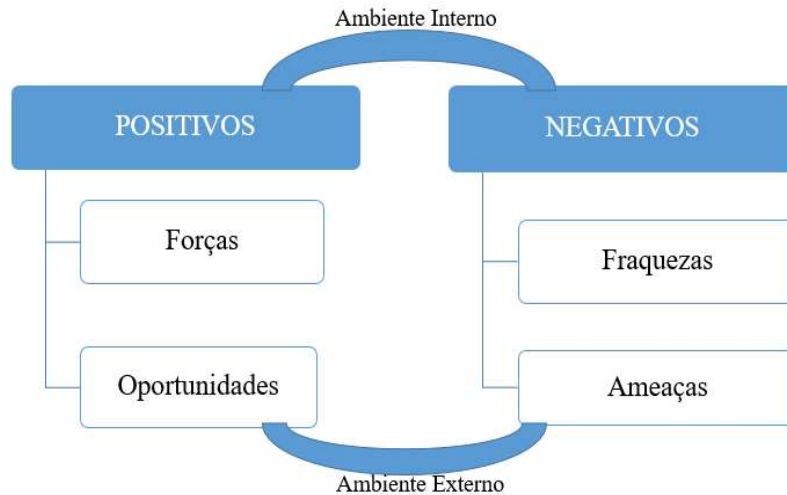 Ambiente Interno
POSITIVOS
NEGATIVOS
Forças
Fraquezas
Oportunidades
Ameaças
Ambiente Externo